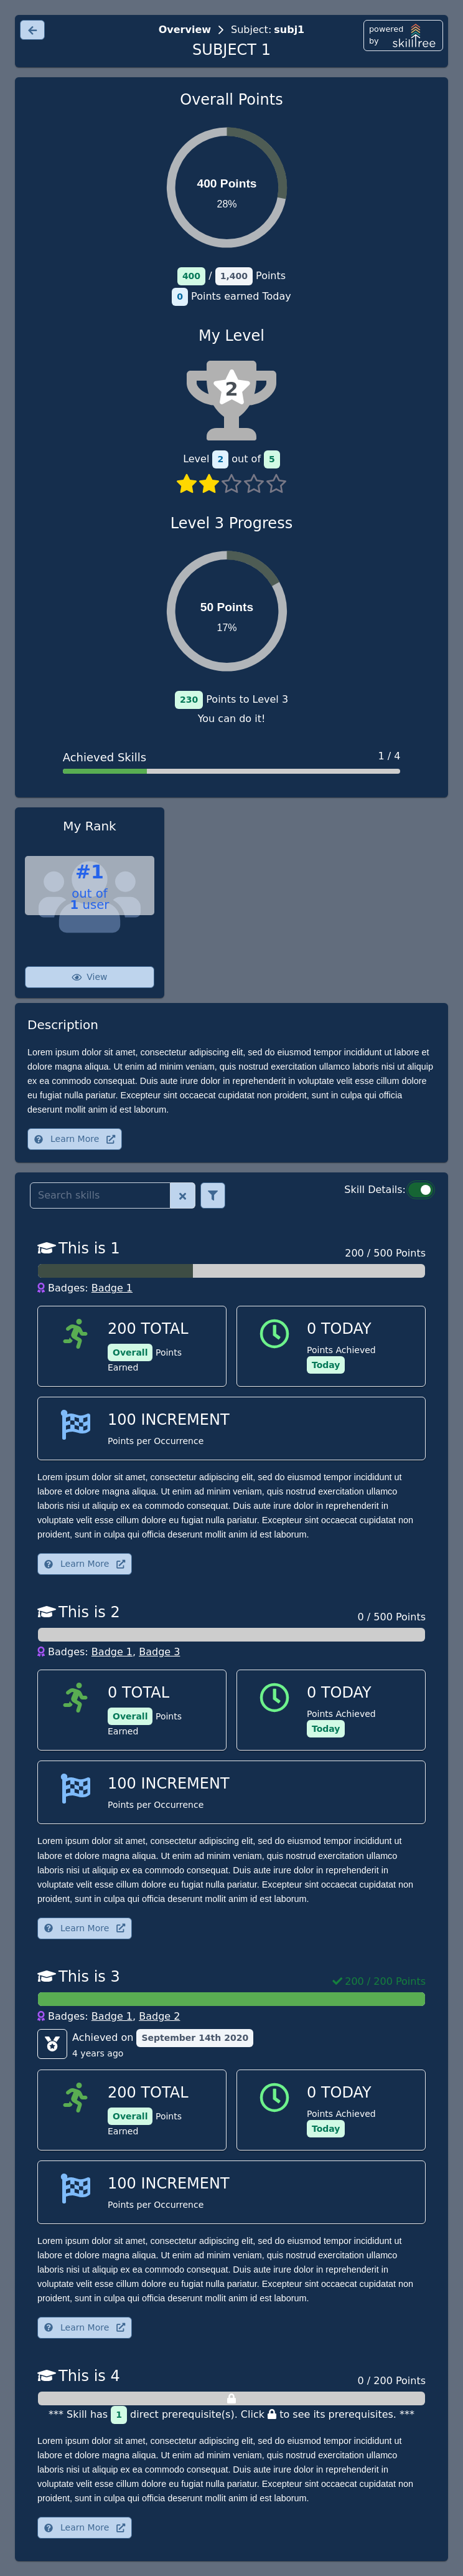 Overview > Subject: subj1
SUBJECT 1
powered
by
skilltree
Overall Points
400 Points
28%
400 / 1,400 Points
0 Points earned Today
My Level
2
Level 2 out of 5
Level 3 Progress
50 Points
17%
230 Points to Level 3
You can do it!
Achieved Skills 1 / 4
My Rank
#1
out of
1 user
View
Description
Lorem ipsum dolor sit amet, consectetur adipiscing elit, sed do eiusmod tempor incididunt ut labore et
dolore magna aliqua. Ut enim ad minim veniam, quis nostrud exercitation ullamco laboris nisi ut aliquip
ex ea commodo consequat. Duis aute irure dolor in reprehenderit in voluptate velit esse cillum dolore
eu fugiat nulla pariatur. Excepteur sint occaecat cupidatat non proident, sunt in culpa qui officia
deserunt mollit anim id est laborum.
Learn More
Search skills
Skill Details:
This is 1 200 / 500 Points
Badges: Badge 1
200 TOTAL
Overall Points
Earned
0 TODAY
Points Achieved
Today
100 INCREMENT
Points per Occurrence
Lorem ipsum dolor sit amet, consectetur adipiscing elit, sed do eiusmod tempor incididunt ut
labore et dolore magna aliqua. Ut enim ad minim veniam, quis nostrud exercitation ullamco
laboris nisi ut aliquip ex ea commodo consequat. Duis aute irure dolor in reprehenderit in
voluptate velit esse cillum dolore eu fugiat nulla pariatur. Excepteur sint occaecat cupidatat non
proident, sunt in culpa qui officia deserunt mollit anim id est laborum.
Learn More
This is 2 0 / 500 Points
Badges: Badge 1, Badge 3
0 TOTAL
Overall Points
Earned
0 TODAY
Points Achieved
Today
100 INCREMENT
Points per Occurrence
Lorem ipsum dolor sit amet, consectetur adipiscing elit, sed do eiusmod tempor incididunt ut
labore et dolore magna aliqua. Ut enim ad minim veniam, quis nostrud exercitation ullamco
laboris nisi ut aliquip ex ea commodo consequat. Duis aute irure dolor in reprehenderit in
voluptate velit esse cillum dolore eu fugiat nulla pariatur. Excepteur sint occaecat cupidatat non
proident, sunt in culpa qui officia deserunt mollit anim id est laborum.
Learn More
This is 3 200 / 200 Points
Badges: Badge 1, Badge 2
Achieved on September 14th 2020
4 years ago
200 TOTAL
Overall Points
Earned
0 TODAY
Points Achieved
Today
100 INCREMENT
Points per Occurrence
Lorem ipsum dolor sit amet, consectetur adipiscing elit, sed do eiusmod tempor incididunt ut
labore et dolore magna aliqua. Ut enim ad minim veniam, quis nostrud exercitation ullamco
laboris nisi ut aliquip ex ea commodo consequat. Duis aute irure dolor in reprehenderit in
voluptate velit esse cillum dolore eu fugiat nulla pariatur. Excepteur sint occaecat cupidatat non
proident, sunt in culpa qui officia deserunt mollit anim id est laborum.
Learn More
This is 4 0 / 200 Points
*** Skill has 1 direct prerequisite(s). Click to see its prerequisites. ***
Lorem ipsum dolor sit amet, consectetur adipiscing elit, sed do eiusmod tempor incididunt ut
labore et dolore magna aliqua. Ut enim ad minim veniam, quis nostrud exercitation ullamco
laboris nisi ut aliquip ex ea commodo consequat. Duis aute irure dolor in reprehenderit in
voluptate velit esse cillum dolore eu fugiat nulla pariatur. Excepteur sint occaecat cupidatat non
proident, sunt in culpa qui officia deserunt mollit anim id est laborum.
Learn More